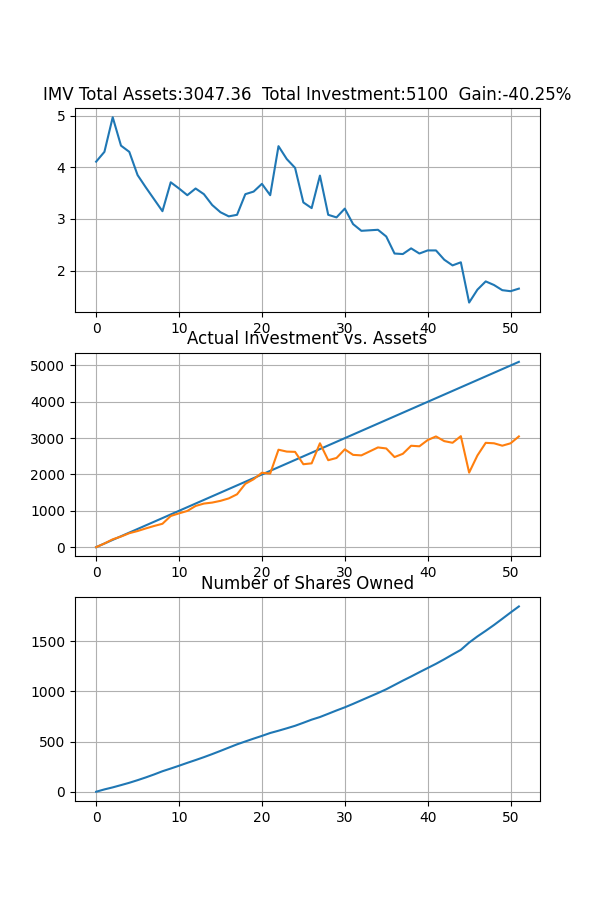 IMV Total Assets:3047.36  Total Investment:5100  Gain:-40.25%
5
4
3
2
0 10 20 30 40 50
Actual Investment vs. Assets
5000
4000
3000
2000
1000
0
0 10 20 30 40 50
Number of Shares Owned
1500
1000
500
0
0 10 20 30 40 50